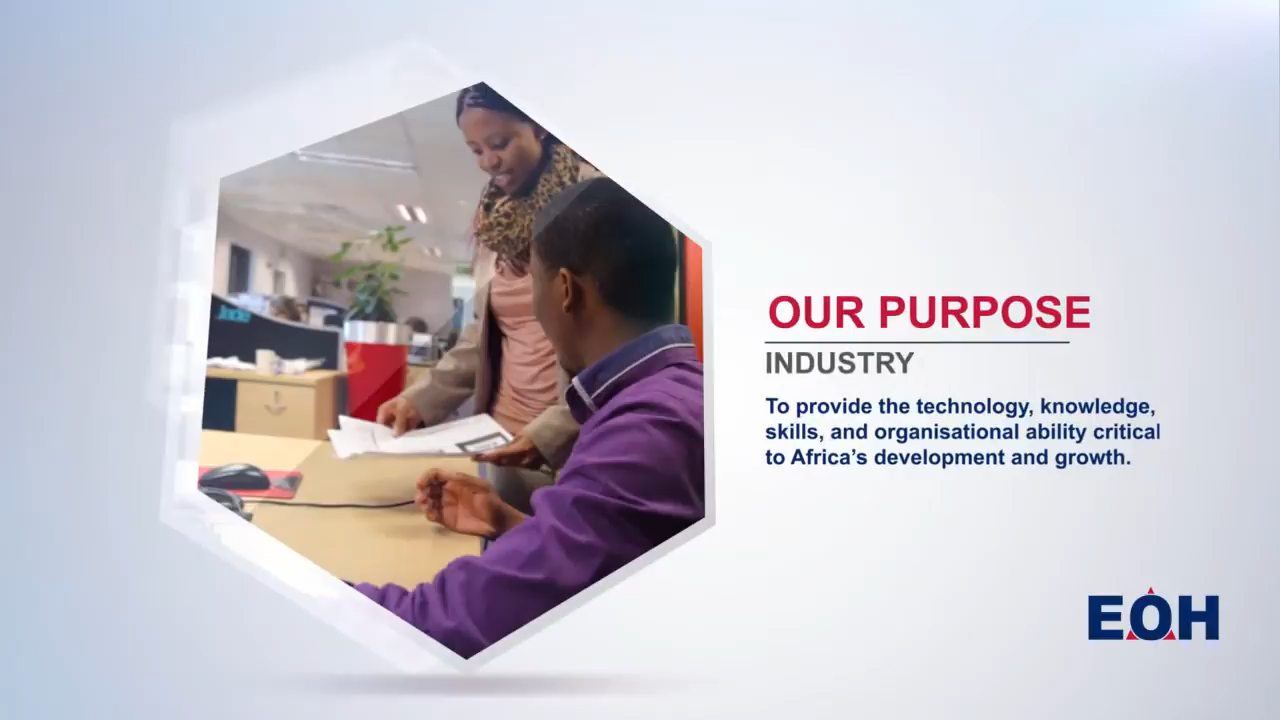 OUR PURPOSE
INDUSTRY
To provide the technology, knowledge,
skills, and organisational ability critical
to Africa's development and growth.
EOH